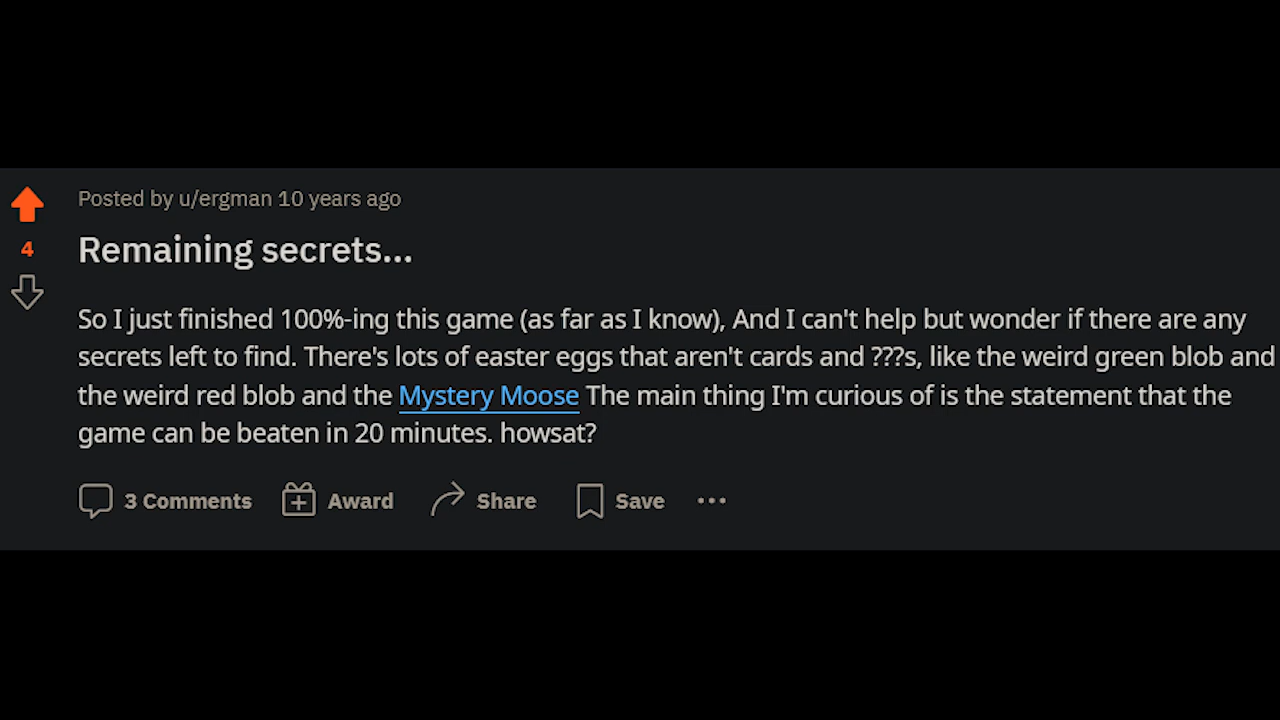 Posted by u/ergman 10 years ago
4
Remaining secrets...
So I just finished 100%-ing this game (as far as I know), And I can't help but wonder if there are any
secrets left to find. There's lots of easter eggs that aren't cards and ???s, like the weird green blob and
the weird red blob and the Mystery Moose The main thing I'm curious of is the statement that the
game can be beaten in 20 minutes. howsat?
3 Comments Award Share Save ...